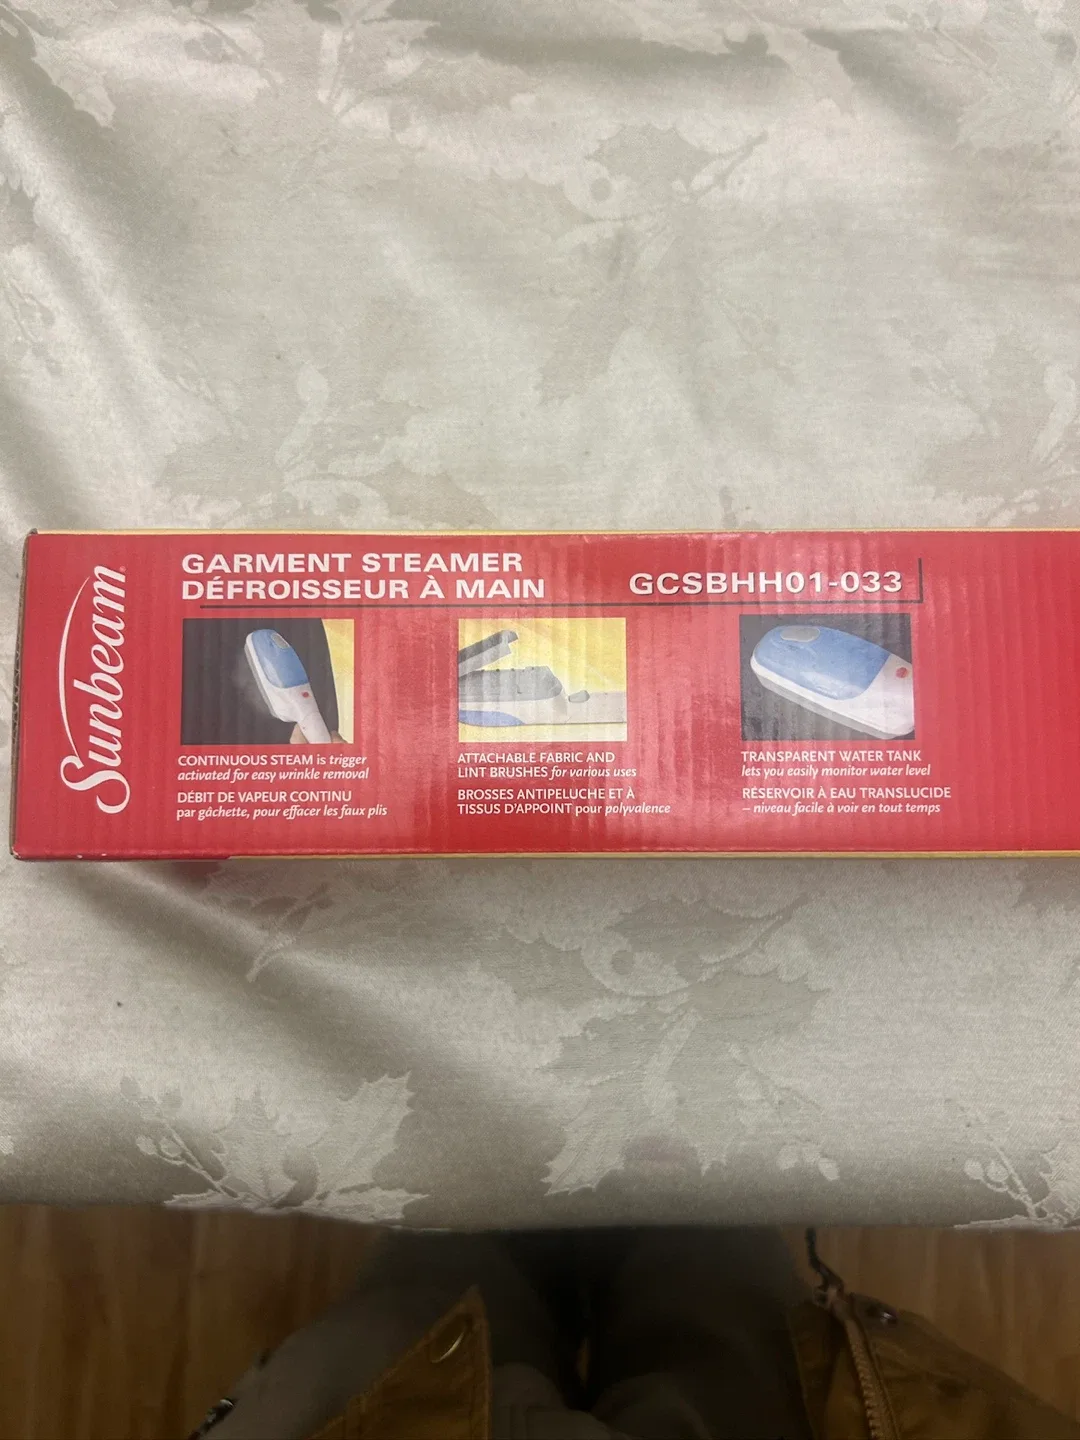 Sunbeam
GARMENT STEAMER
DÉFROISSEUR À MAIN
GCSBHH01-033
CONTINUOUS STEAM is trigger
activated for easy wrinkle removal
DÉBIT DE VAPEUR CONTINU
par gâchette, pour effacer les faux plis
ATTACHABLE FABRIC AND
LINT BRUSHES for various uses
BROSSES ANTIPELUCHE ET À
TISSUS D'APPOINT pour polyvalence
TRANSPARENT WATER TANK
lets you easily monitor water level
RÉSERVOIR À EAU TRANSLUCIDE
– niveau facile à voir en tout temps